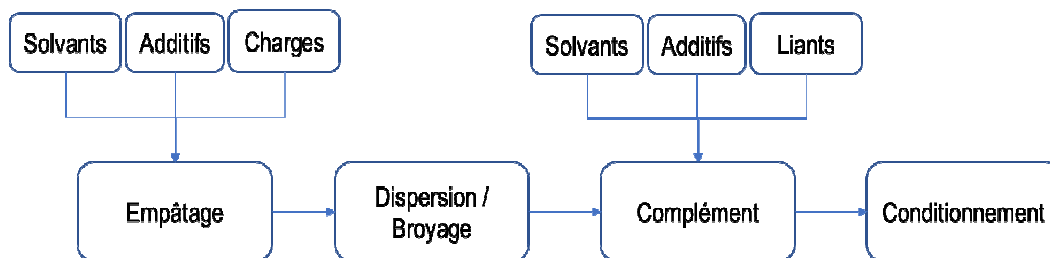 Solvants
Additifs
Charges
Solvants
Additifs
Liants
Empâtage
Dispersion /
Broyage
Complément
Conditionnement